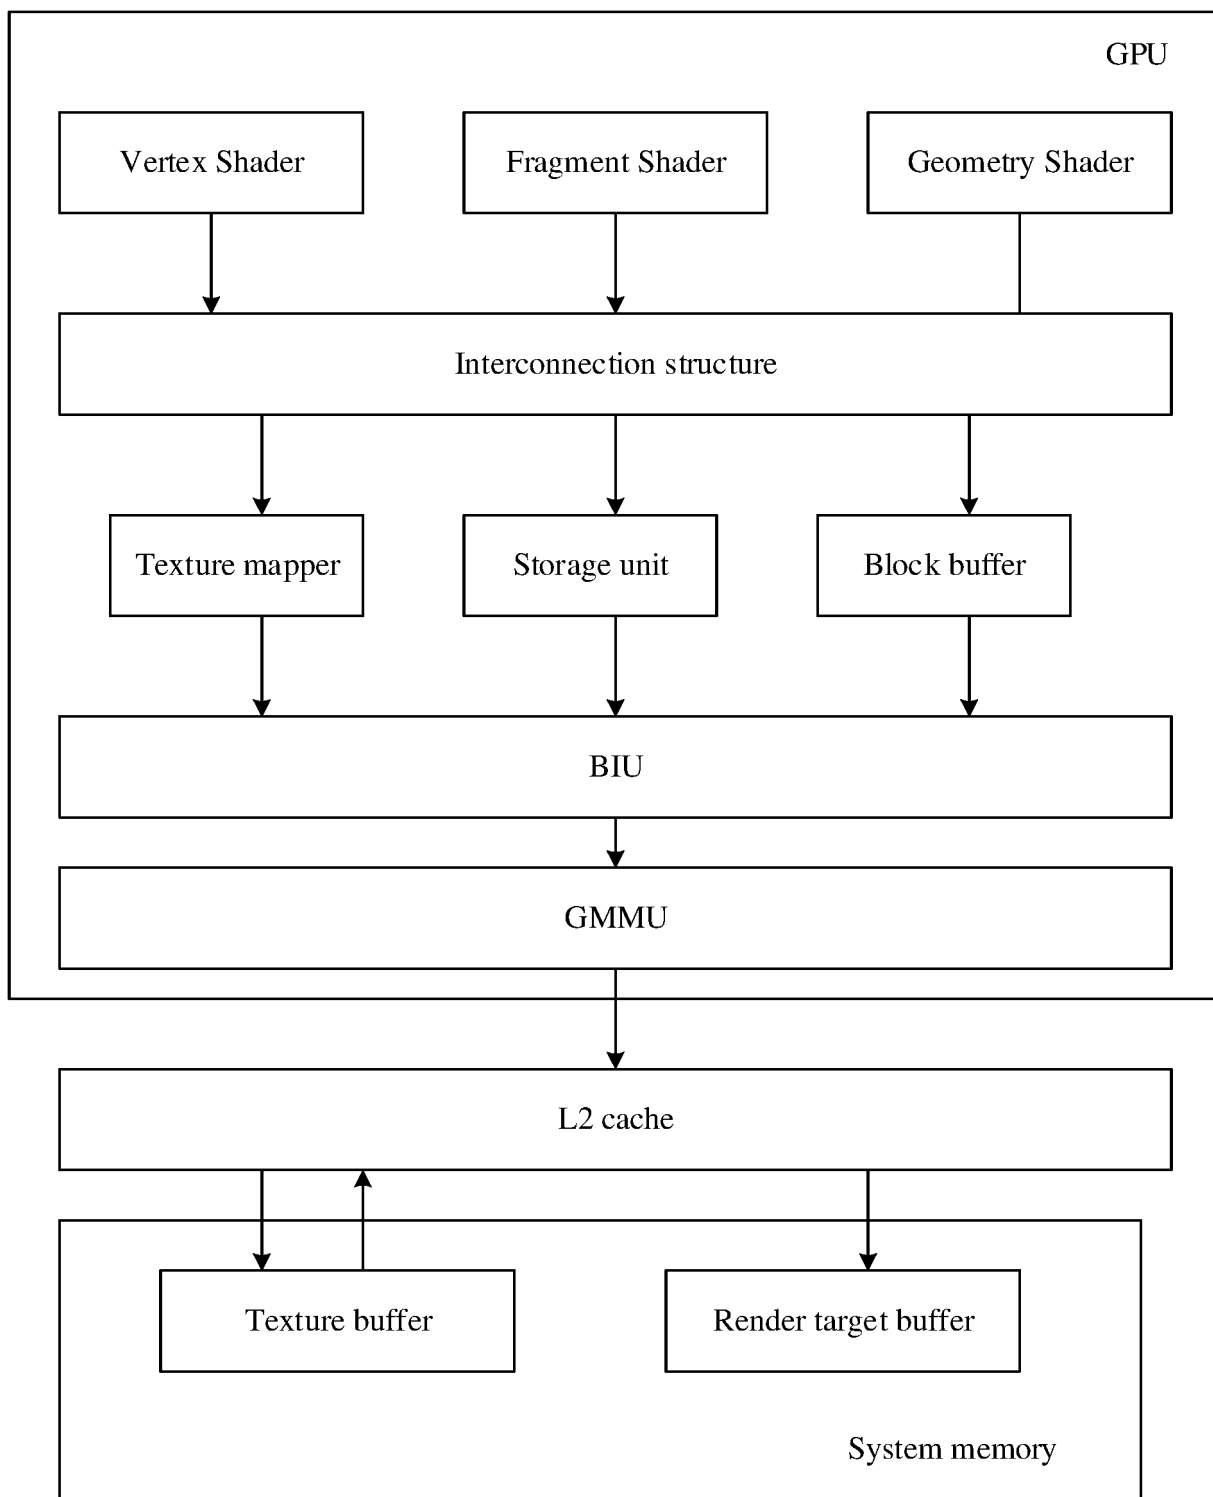 GPU
Vertex Shader
Fragment Shader
Geometry Shader
Interconnection structure
Texture mapper
Storage unit
Block buffer
BIU
GMMU
L2 cache
Texture buffer
Render target buffer
System memory